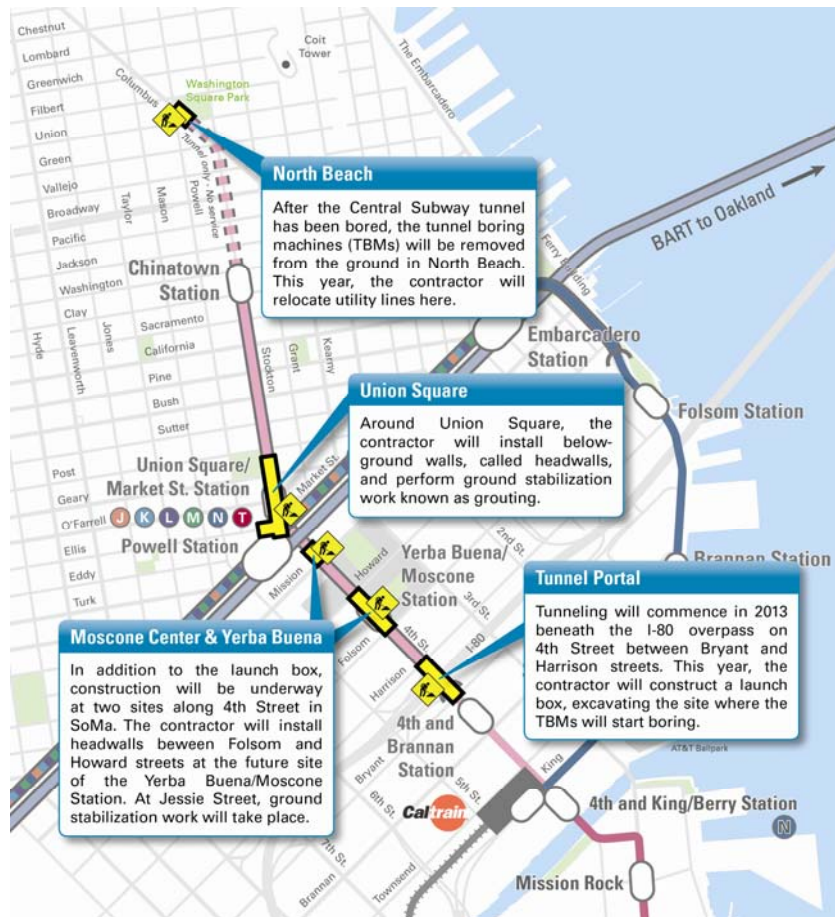 Chestnut
Lombard
Greenwich
Filbert
Union
Green
Vallejo
Broadway
Pacific
Jackson
Washington
Clay
Columbus
Coit
Tower
Washington
Square Park
The Embarcadero
Tunnel only - No service
Taylor
Mason
Powell
North Beach
After the Central Subway tunnel
has been bored, the tunnel boring
machines (TBMs) will be removed
from the ground in North Beach.
This year, the contractor will
relocate utility lines here.
BART to Oakland
Ferry Building
Chinatown
Station
Hyde
Leavenworth
Jones
Sacramento
California
Pine
Bush
Sutter
Stockton
Grant
Kearny
Embarcadero
Station
Folsom Station
Union Square
Around Union Square, the
contractor will install below-
ground walls, called headwalls,
and perform ground stabilization
work known as grouting.
Post
Geary
O'Farrell
Ellis
Eddy
Turk
Union Square/
Market St. Station
J K L M N T
Powell Station
Market St.
Mission
Howard
Folsom
Harrison
4th St.
3rd St.
2nd St.
I-80
Yerba Buena/
Moscone
Station
Brannan Station
Tunnel Portal
Tunneling will commence in 2013
beneath the I-80 overpass on
4th Street between Bryant and
Harrison streets. This year, the
contractor will construct a launch
box, excavating the site where the
TBMs will start boring.
Moscone Center & Yerba Buena
In addition to the launch box,
construction will be underway
at two sites along 4th Street in
SoMa. The contractor will install
headwalls beween Folsom and
Howard streets at the future site
of the Yerba Buena/Moscone
Station. At Jessie Street, ground
stabilization work will take place.
4th and
Brannan
Station
AT&T Ballpark
King
Bryant
5th St.
6th St.
7th St.
Brannan
Townsend
Caltrain
4th and King/Berry Station
N
Mission Rock